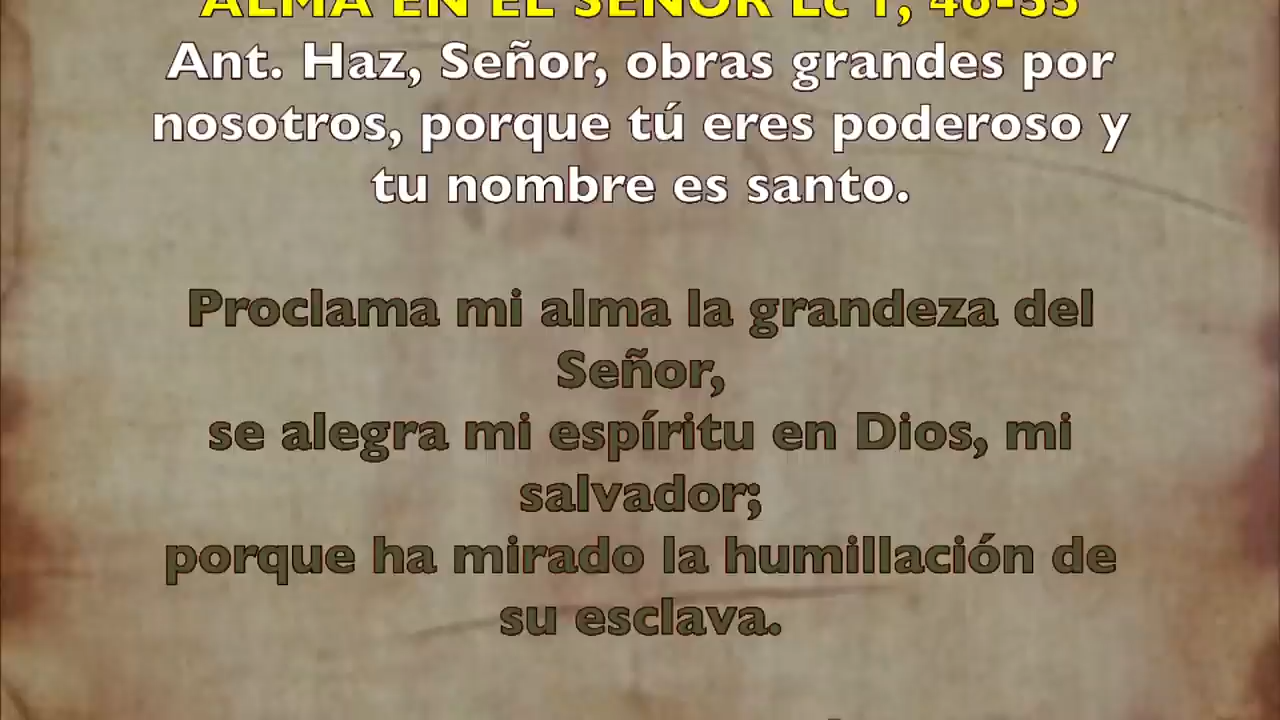 ALMA EN EL SEÑOR Lc 1, 46-55
Ant. Haz, Señor, obras grandes por
nosotros, porque tú eres poderoso y
tu nombre es santo.
Proclama mi alma la grandeza del
Señor,
se alegra mi espíritu en Dios, mi
salvador;
porque ha mirado la humillación de
su esclava.